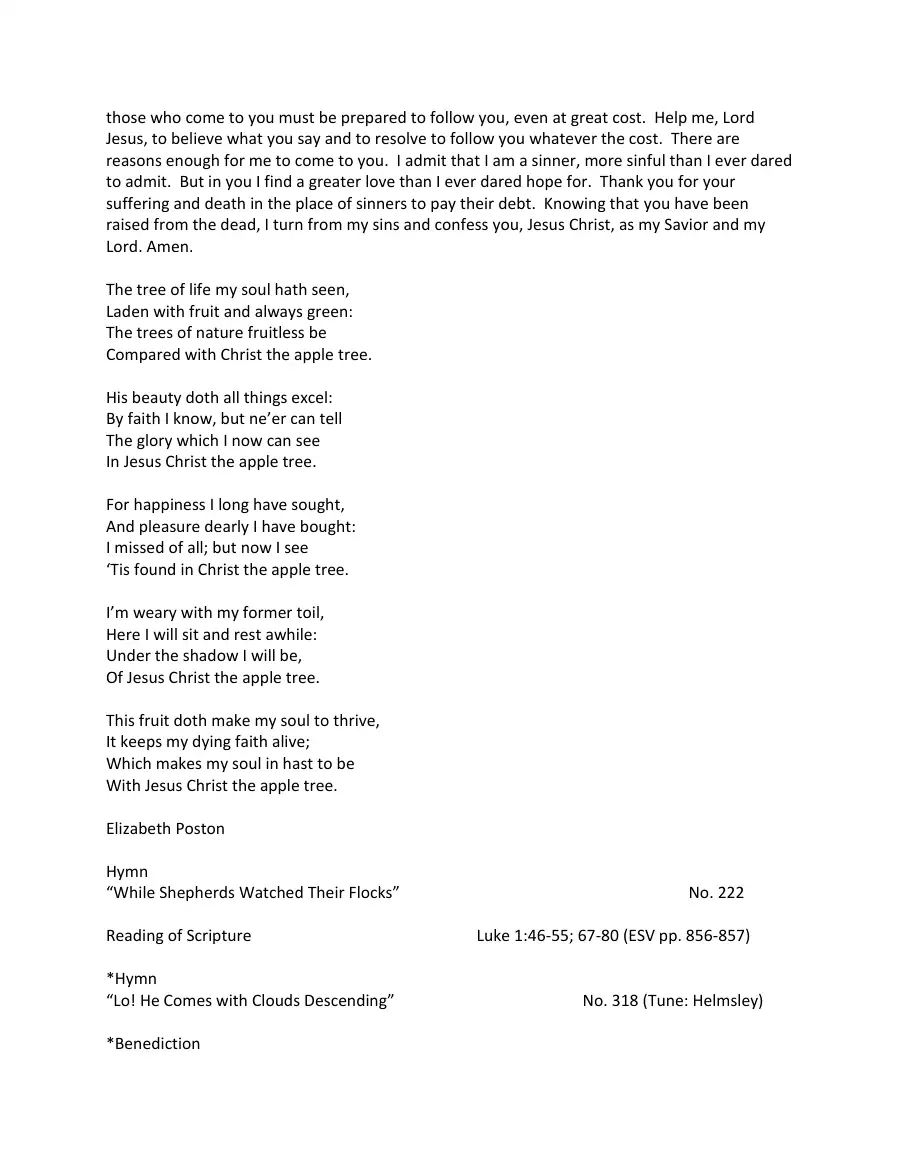 those who come to you must be prepared to follow you, even at great cost.  Help me, Lord
Jesus, to believe what you say and to resolve to follow you whatever the cost.  There are
reasons enough for me to come to you.  I admit that I am a sinner, more sinful than I ever dared
to admit.  But in you I find a greater love than I ever dared hope for.  Thank you for your
suffering and death in the place of sinners to pay their debt.  Knowing that you have been
raised from the dead, I turn from my sins and confess you, Jesus Christ, as my Savior and my
Lord. Amen.
The tree of life my soul hath seen,
Laden with fruit and always green:
The trees of nature fruitless be
Compared with Christ the apple tree.
His beauty doth all things excel:
By faith I know, but ne’er can tell
The glory which I now can see
In Jesus Christ the apple tree.
For happiness I long have sought,
And pleasure dearly I have bought:
I missed of all; but now I see
‘Tis found in Christ the apple tree.
I’m weary with my former toil,
Here I will sit and rest awhile:
Under the shadow I will be,
Of Jesus Christ the apple tree.
This fruit doth make my soul to thrive,
It keeps my dying faith alive;
Which makes my soul in hast to be
With Jesus Christ the apple tree.
Elizabeth Poston
Hymn
“While Shepherds Watched Their Flocks” No. 222
Reading of Scripture Luke 1:46-55; 67-80 (ESV pp. 856-857)
*Hymn
“Lo! He Comes with Clouds Descending” No. 318 (Tune: Helmsley)
*Benediction